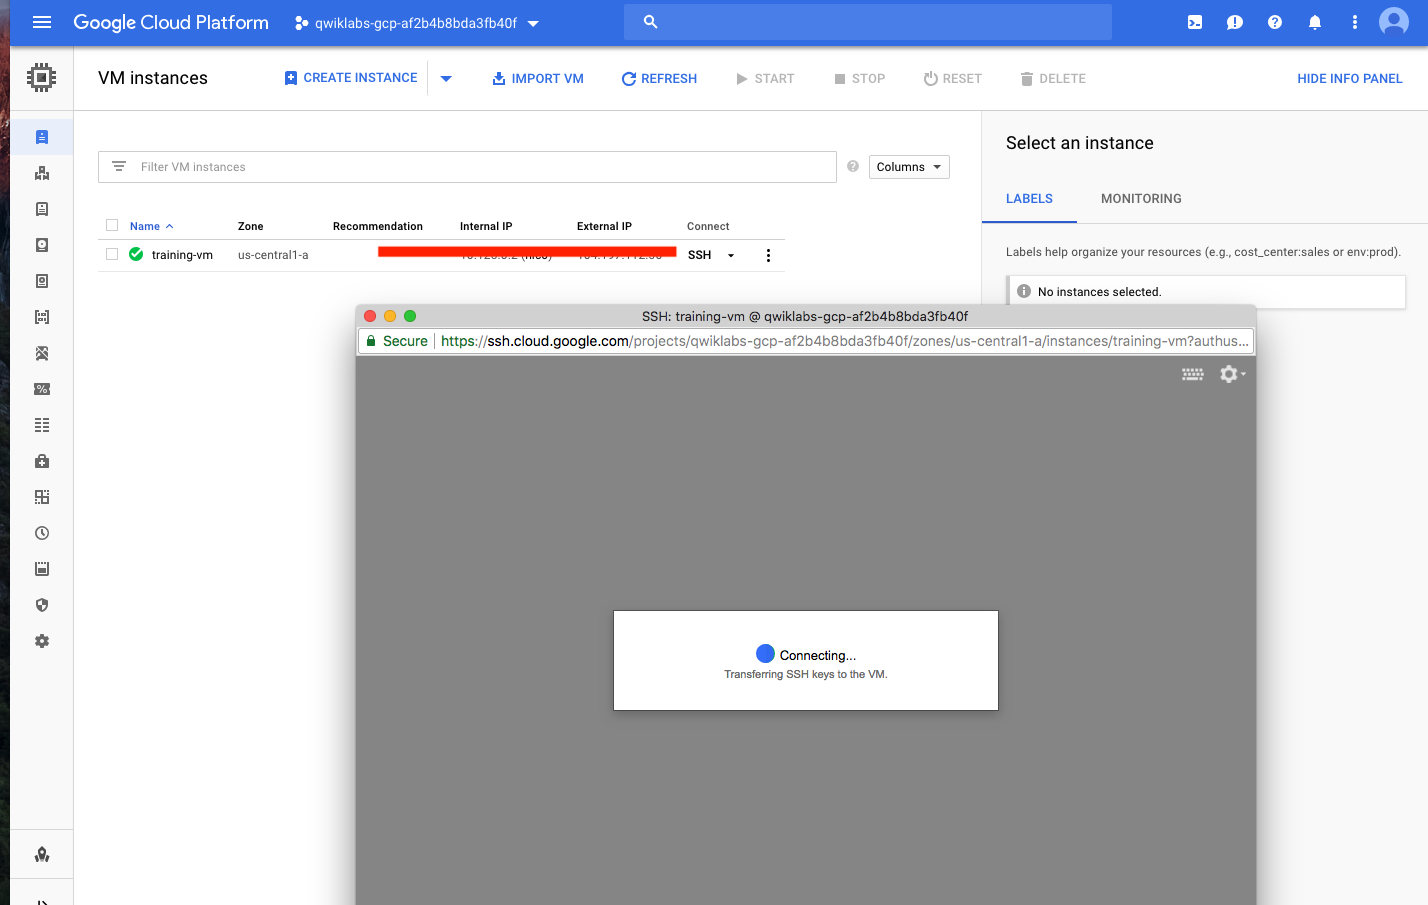 Google Cloud Platform
qwiklabs-gcp-af2b4b8bda3fb40f
VM instances
CREATE INSTANCE
IMPORT VM
REFRESH
START
STOP
RESET
DELETE
HIDE INFO PANEL
Filter VM instances
Columns
Name
Zone
Recommendation
Internal IP
External IP
Connect
training-vm
us-central1-a
SSH
Select an instance
LABELS
MONITORING
Labels help organize your resources (e.g., cost_center:sales or env:prod).
No instances selected.
SSH: training-vm @ qwiklabs-gcp-af2b4b8bda3fb40f
Secure
https://ssh.cloud.google.com/projects/qwiklabs-gcp-af2b4b8bda3fb40f/zones/us-central1-a/instances/training-vm?authus...
Connecting...
Transferring SSH keys to the VM.